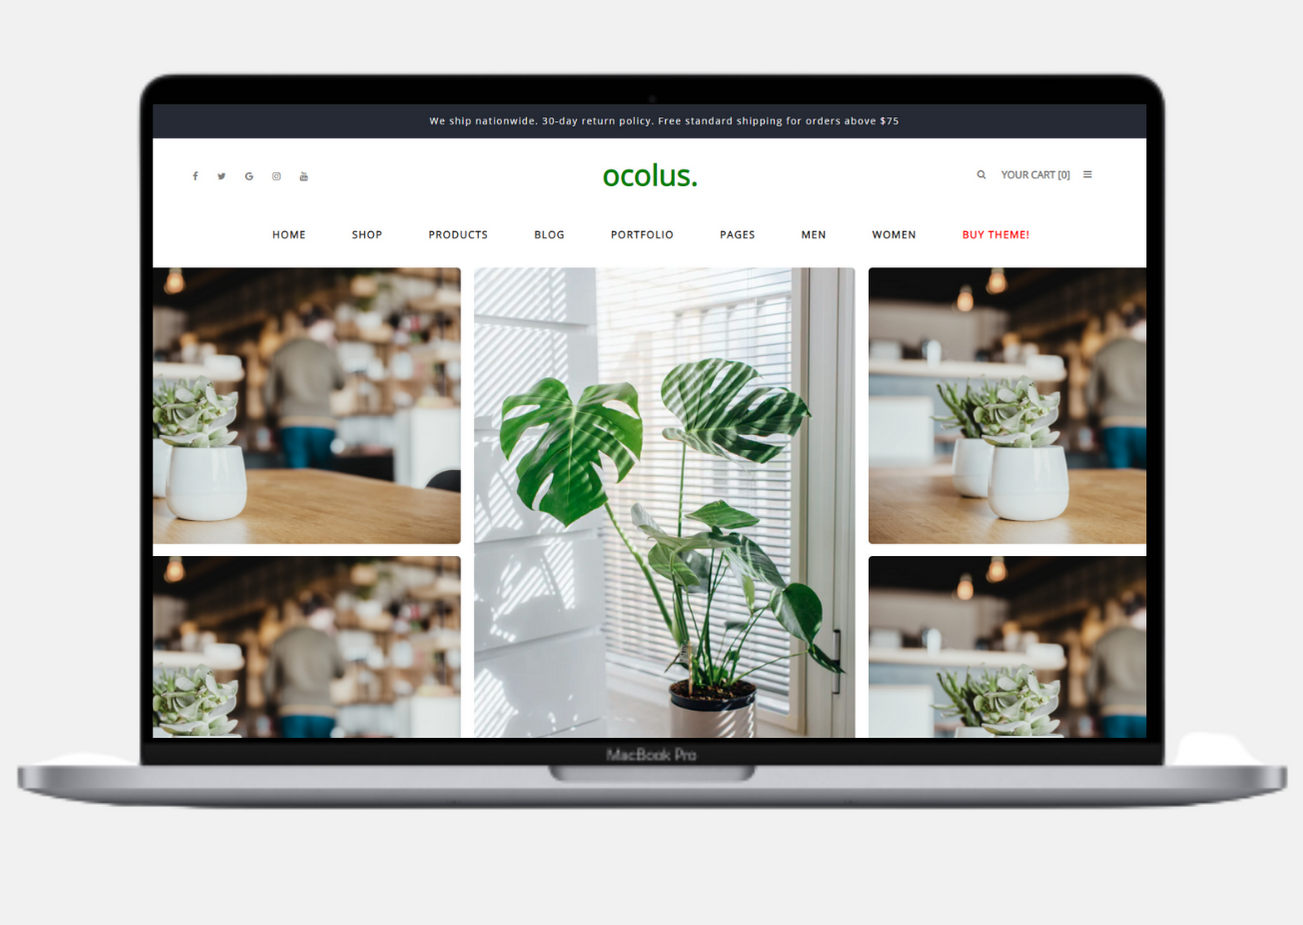 We ship nationwide. 30-day return policy. Free standard shipping for orders above $75
ocolus.
YOUR CART [0]
HOME SHOP PRODUCTS BLOG PORTFOLIO PAGES MEN WOMEN BUY THEME!
MacBook Pro